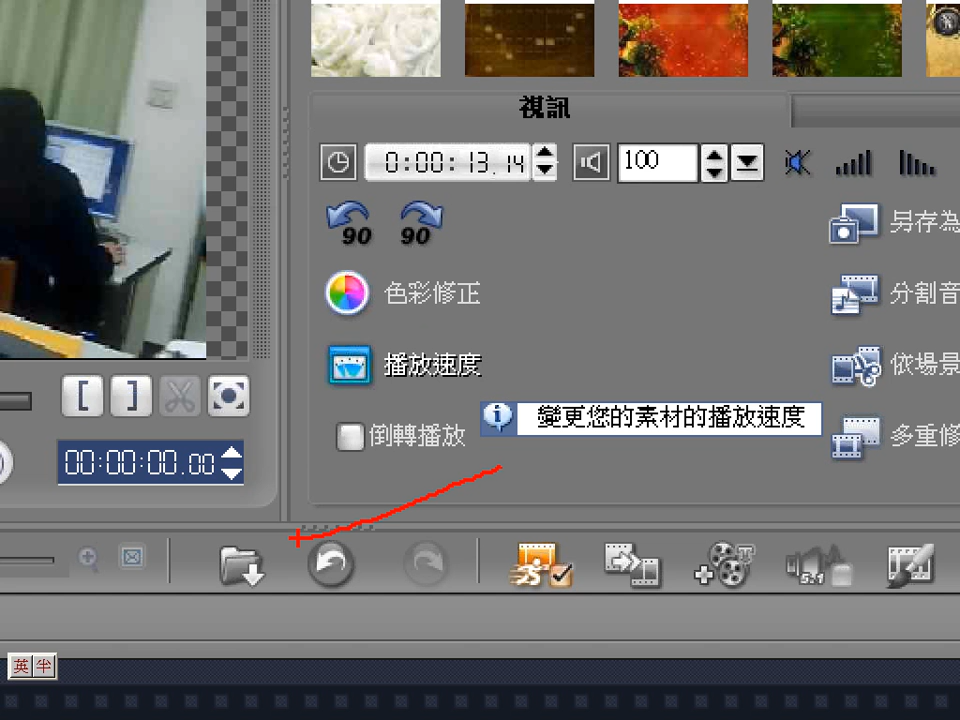 視訊
0:00:13.14
100
90 90
另存為
色彩修正
分割音
播放速度
依場景
變更您的素材的播放速度
倒轉播放
多重修
[ ]
00:00:00.00
T
5.1
英 半